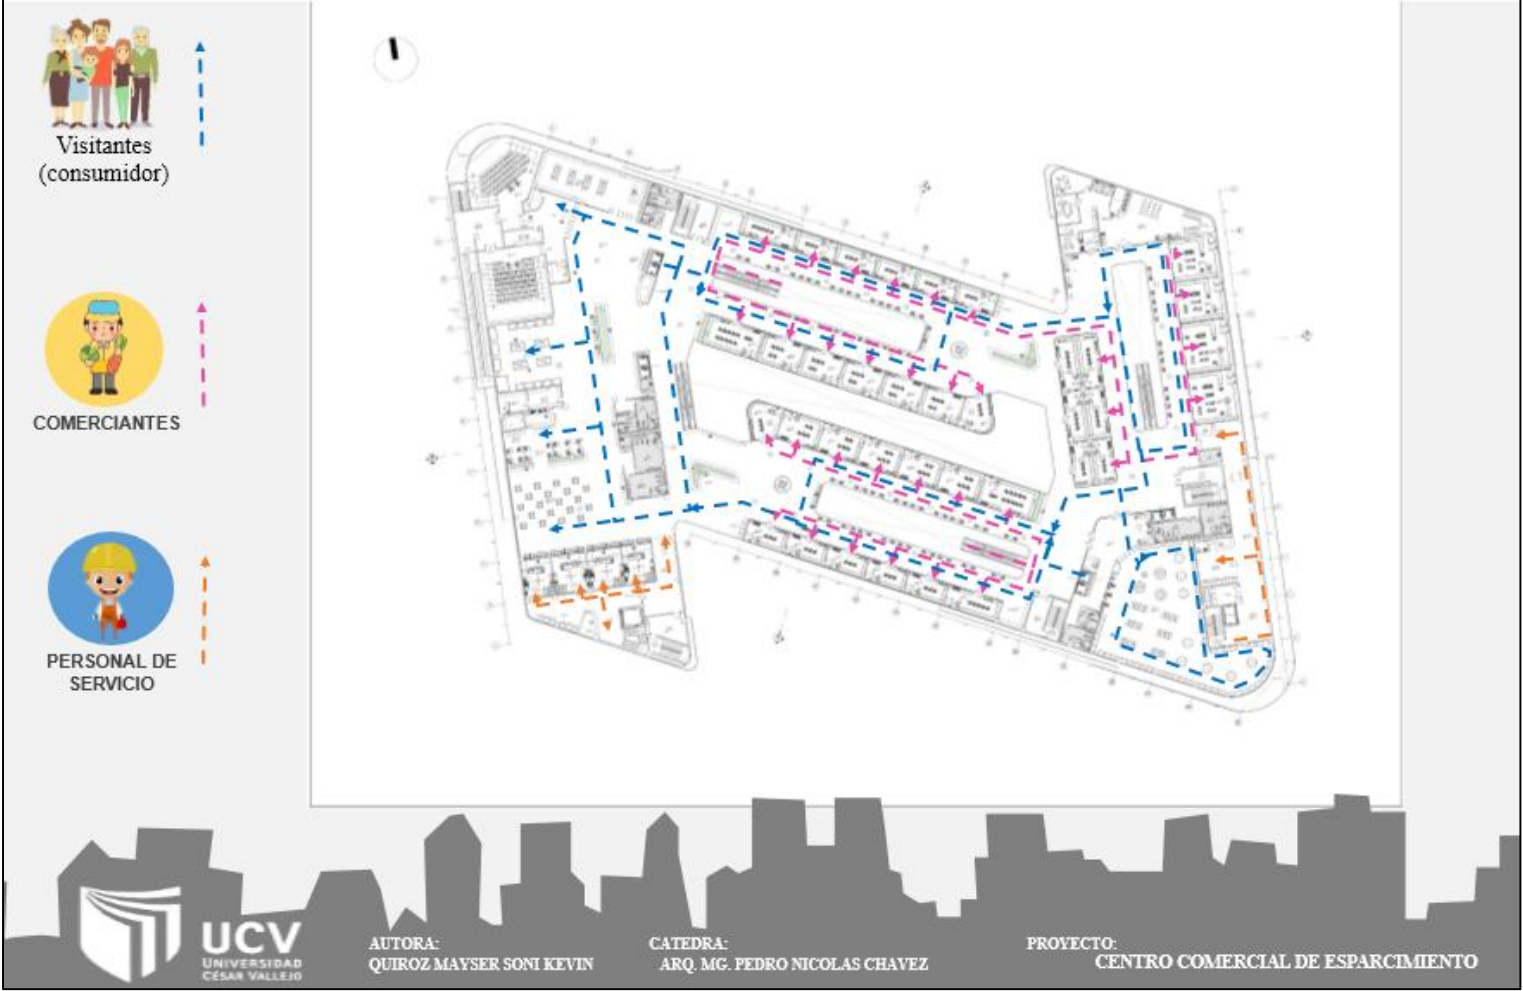 Visitantes
(consumidor)
COMERCIANTES
PERSONAL DE
SERVICIO
UCV
UNIVERSIDAD
CÉSAR VALLEJO
AUTORA:
QUIROZ MAYSER SONI KEVIN
CATEDRA:
ARQ. MG. PEDRO NICOLAS CHAVEZ
PROYECTO:
CENTRO COMERCIAL DE ESPARCIMIENTO